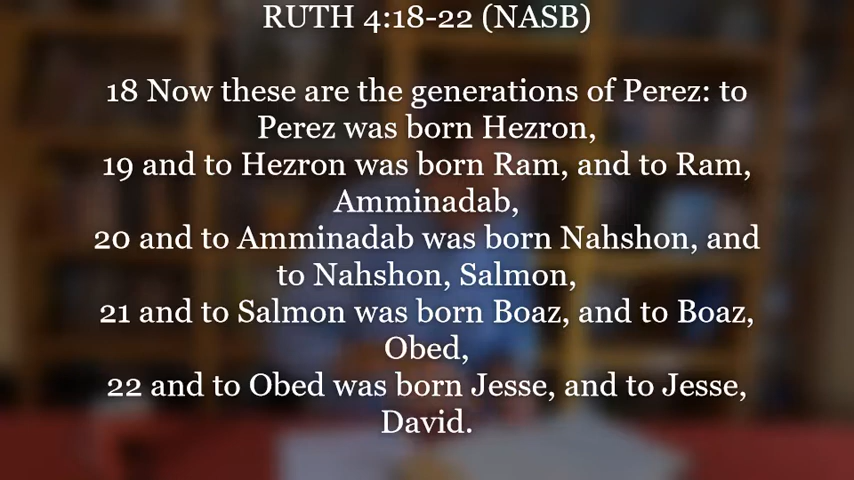 RUTH 4:18-22 (NASB)
18 Now these are the generations of Perez: to
Perez was born Hezron,
19 and to Hezron was born Ram, and to Ram,
Amminadab,
20 and to Amminadab was born Nahshon, and
to Nahshon, Salmon,
21 and to Salmon was born Boaz, and to Boaz,
Obed,
22 and to Obed was born Jesse, and to Jesse,
David.